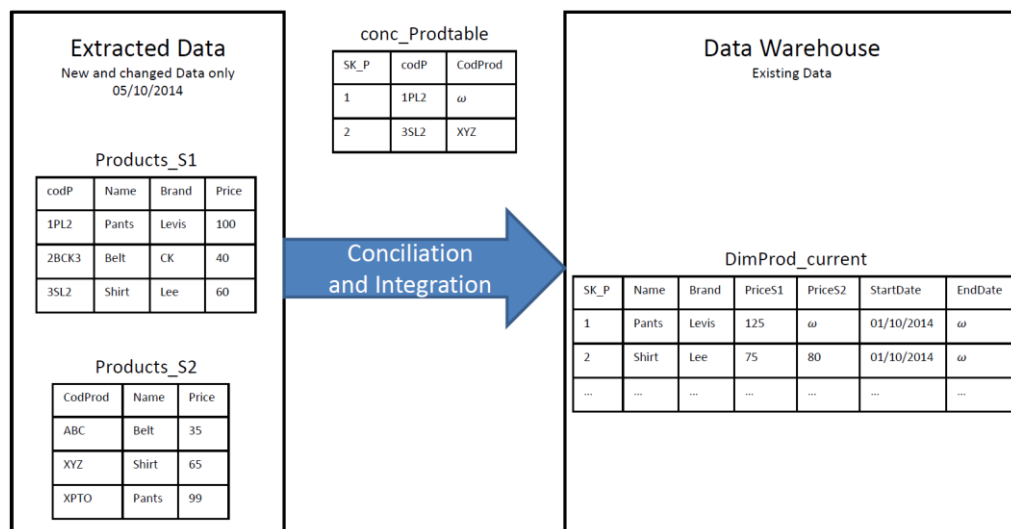 Extracted Data
New and changed Data only
05/10/2014
Products_S1
codP Name Brand Price
1PL2 Pants Levis 100
2BCK3 Belt CK 40
3SL2 Shirt Lee 60
Products_S2
CodProd Name Price
ABC Belt 35
XYZ Shirt 65
XPTO Pants 99
conc_Prodtable
SK_P codP CodProd
1 1PL2 ω
2 3SL2 XYZ
Conciliation
and Integration
Data Warehouse
Existing Data
DimProd_current
SK_P Name Brand PriceS1 PriceS2 StartDate EndDate
1 Pants Levis 125 ω 01/10/2014 ω
2 Shirt Lee 75 80 01/10/2014 ω
... ... ... ... ... ... ...